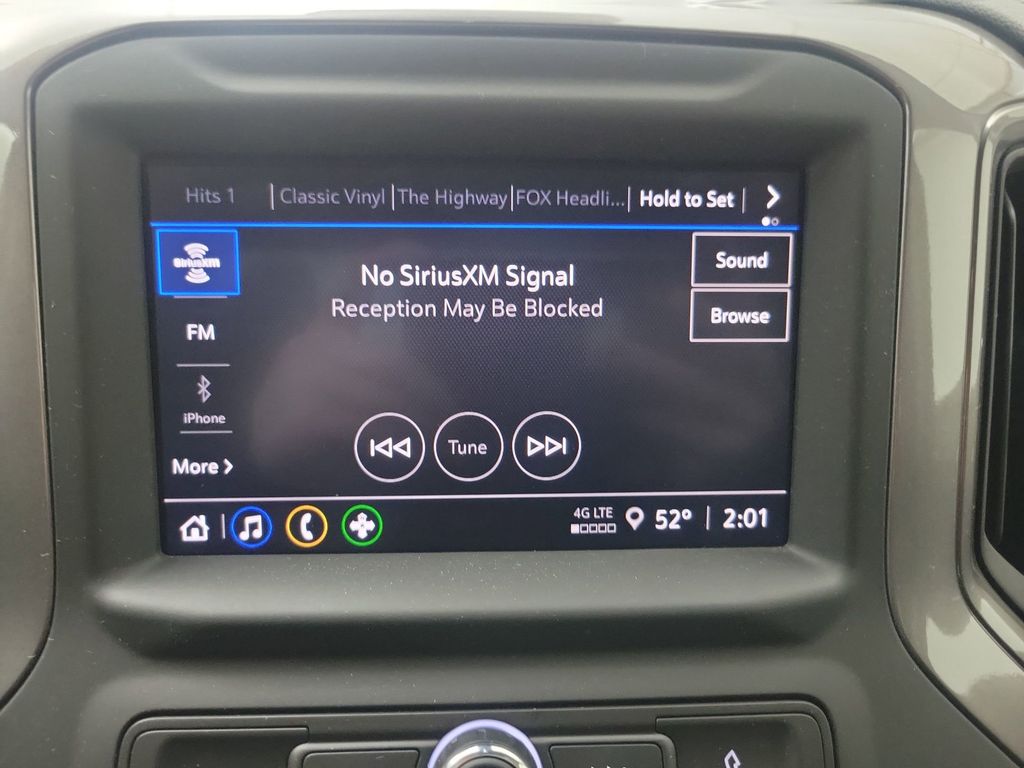 Hits 1 Classic Vinyl The Highway FOX Headli... Hold to Set
SiriusXM
No SiriusXM Signal
Reception May Be Blocked
Sound
Browse
FM
iPhone
More
Tune
4G LTE
52° 2:01